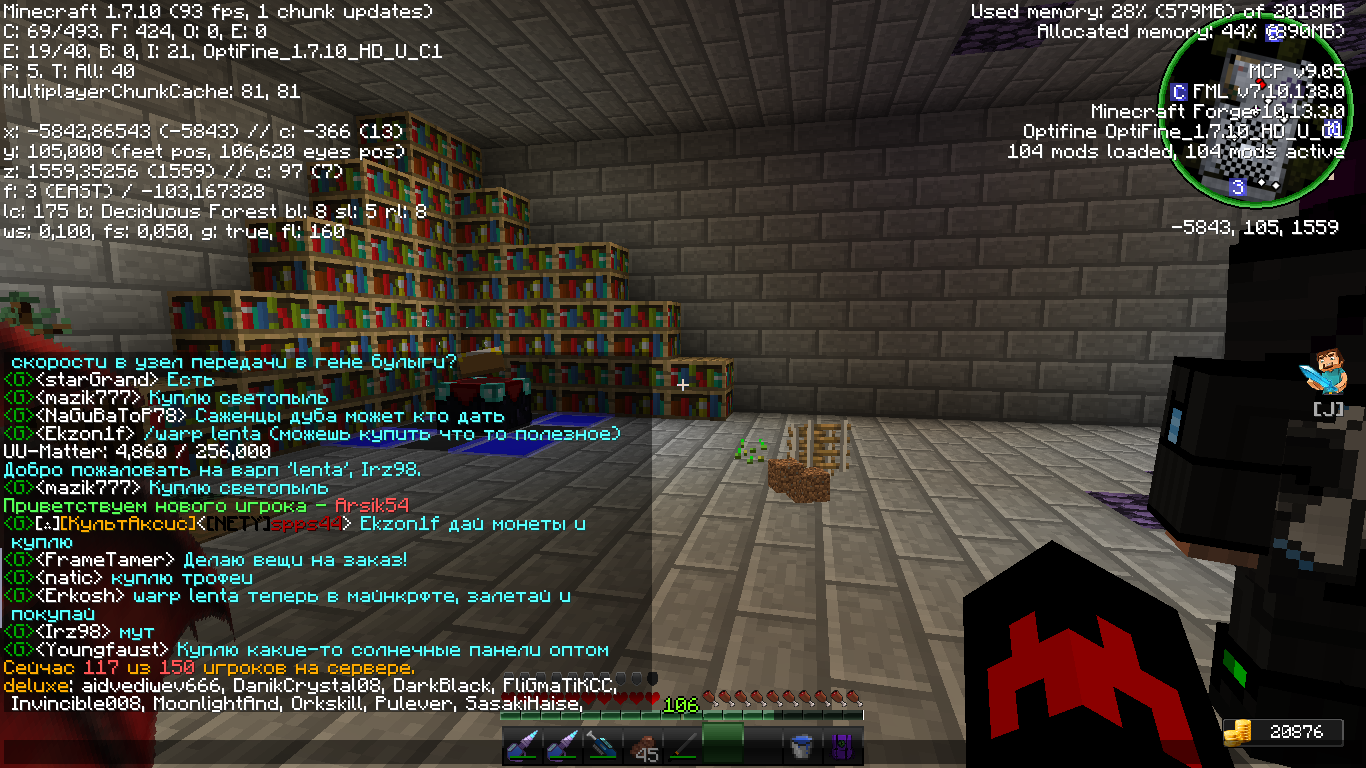 Minecraft 1.7.10 (93 fps, 1 chunk updates)
C: 69/493, F: 424, O: 0, E: 0
E: 19/40, B: 0, I: 21, OptiFine_1.7.10_HD_U_C1
P: 5, T: All: 40
MultiplayerChunkCache: 81, 81
x: -5842,86543 (-5843) // c: -366 (13)
y: 105,000 (feet pos, 106,620 eyes pos)
z: 1559,35256 (1559) // c: 97 (7)
f: 3 (EAST) / -103,167328
lc: 175 b: Deciduous Forest bl: 8 sl: 5 rl: 8
ws: 0,100, fs: 0,050, g: true, fl: 160
Used memory: 28% (579MB) of 2018MB
Allocated memory: 44% (890MB)
MCP v9.05
C FML v7.10.138.0
Minecraft Forge 10.13.3.0
Optifine OptiFine_1.7.10_HD_U_C1
104 mods loaded, 104 mods active
3
-5843, 105, 1559
[J]
скорости в узел передачи в гене булыги?
<G><starGrand> Есть
<G><mazik777> Куплю светопыль
<G><NaGuBaToP78> Саженцы дуба может кто дать
<G><Ekzon1f> /warp lenta (можешь купить что то полезное)
UU-Matter: 4,860 / 256,000
Добро пожаловать на варп 'lenta', Irz98.
<G><mazik777> Куплю светопыль
Приветствуем нового игрока - Arsik54
<G>[.:.][КультАксис]<[NETY]spps44> Ekzon1f дай монеты и
куплю
<G><FrameTamer> Делаю вещи на заказ!
<G><natic> куплю трофеи
<G><Erkosh> warp lenta теперь в майнкрфте, залетай и
покупай
<G><Irz98> мут
<G><Youngfaust> Куплю какие-то солнечные панели оптом
Сейчас 117 из 150 игроков на сервере.
deluxe: aidvediwev666, DanikCrystal08, DarkBlack, FliGmaTiKCC,
Invincible008, MoonlightAnd, Orkskill, Pulever, SasakiHaise,
106
45
20876